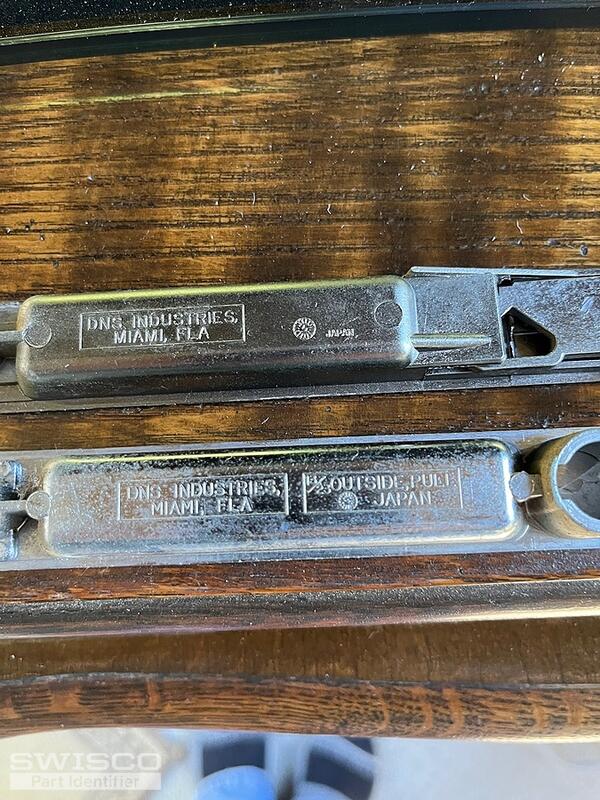 DNS INDUSTRIES,
MIAMI, FLA
JAPAN
DNS INDUSTRIES,
MIAMI, FLA
OUTSIDE, PULL
JAPAN
SWISCO
Part Identifier